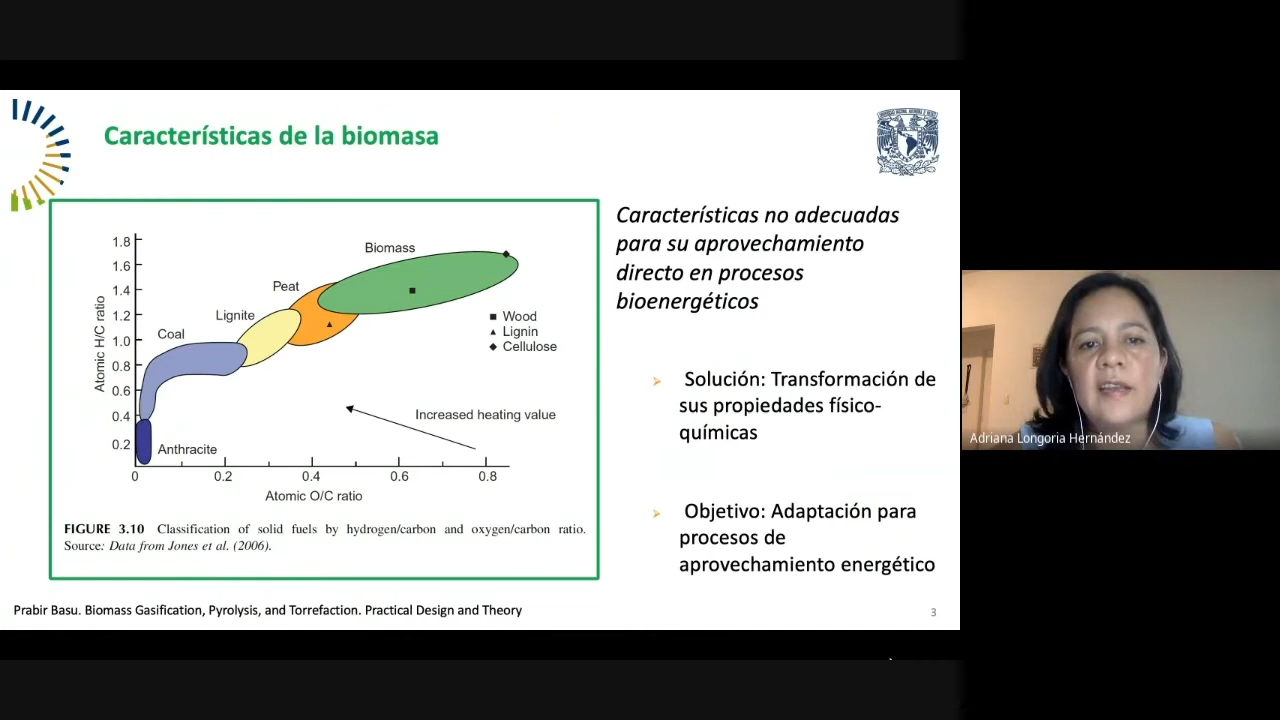 Características de la biomasa
1.8
1.6
1.4
1.2
1.0
0.8
0.6
0.4
0.2
Atomic H/C ratio
Biomass
Peat
Lignite
Coal
Anthracite
Wood
Lignin
Cellulose
Increased heating value
0
0.2
0.4
0.6
0.8
Atomic O/C ratio
FIGURE 3.10 Classification of solid fuels by hydrogen/carbon and oxygen/carbon ratio.
Source: Data from Jones et al. (2006).
Características no adecuadas
para su aprovechamiento
directo en procesos
bioenergéticos
Solución: Transformación de
sus propiedades físico-
químicas
Objetivo: Adaptación para
procesos de
aprovechamiento energético
Prabir Basu. Biomass Gasification, Pyrolysis, and Torrefaction. Practical Design and Theory
3
Adriana Longoria Hernández